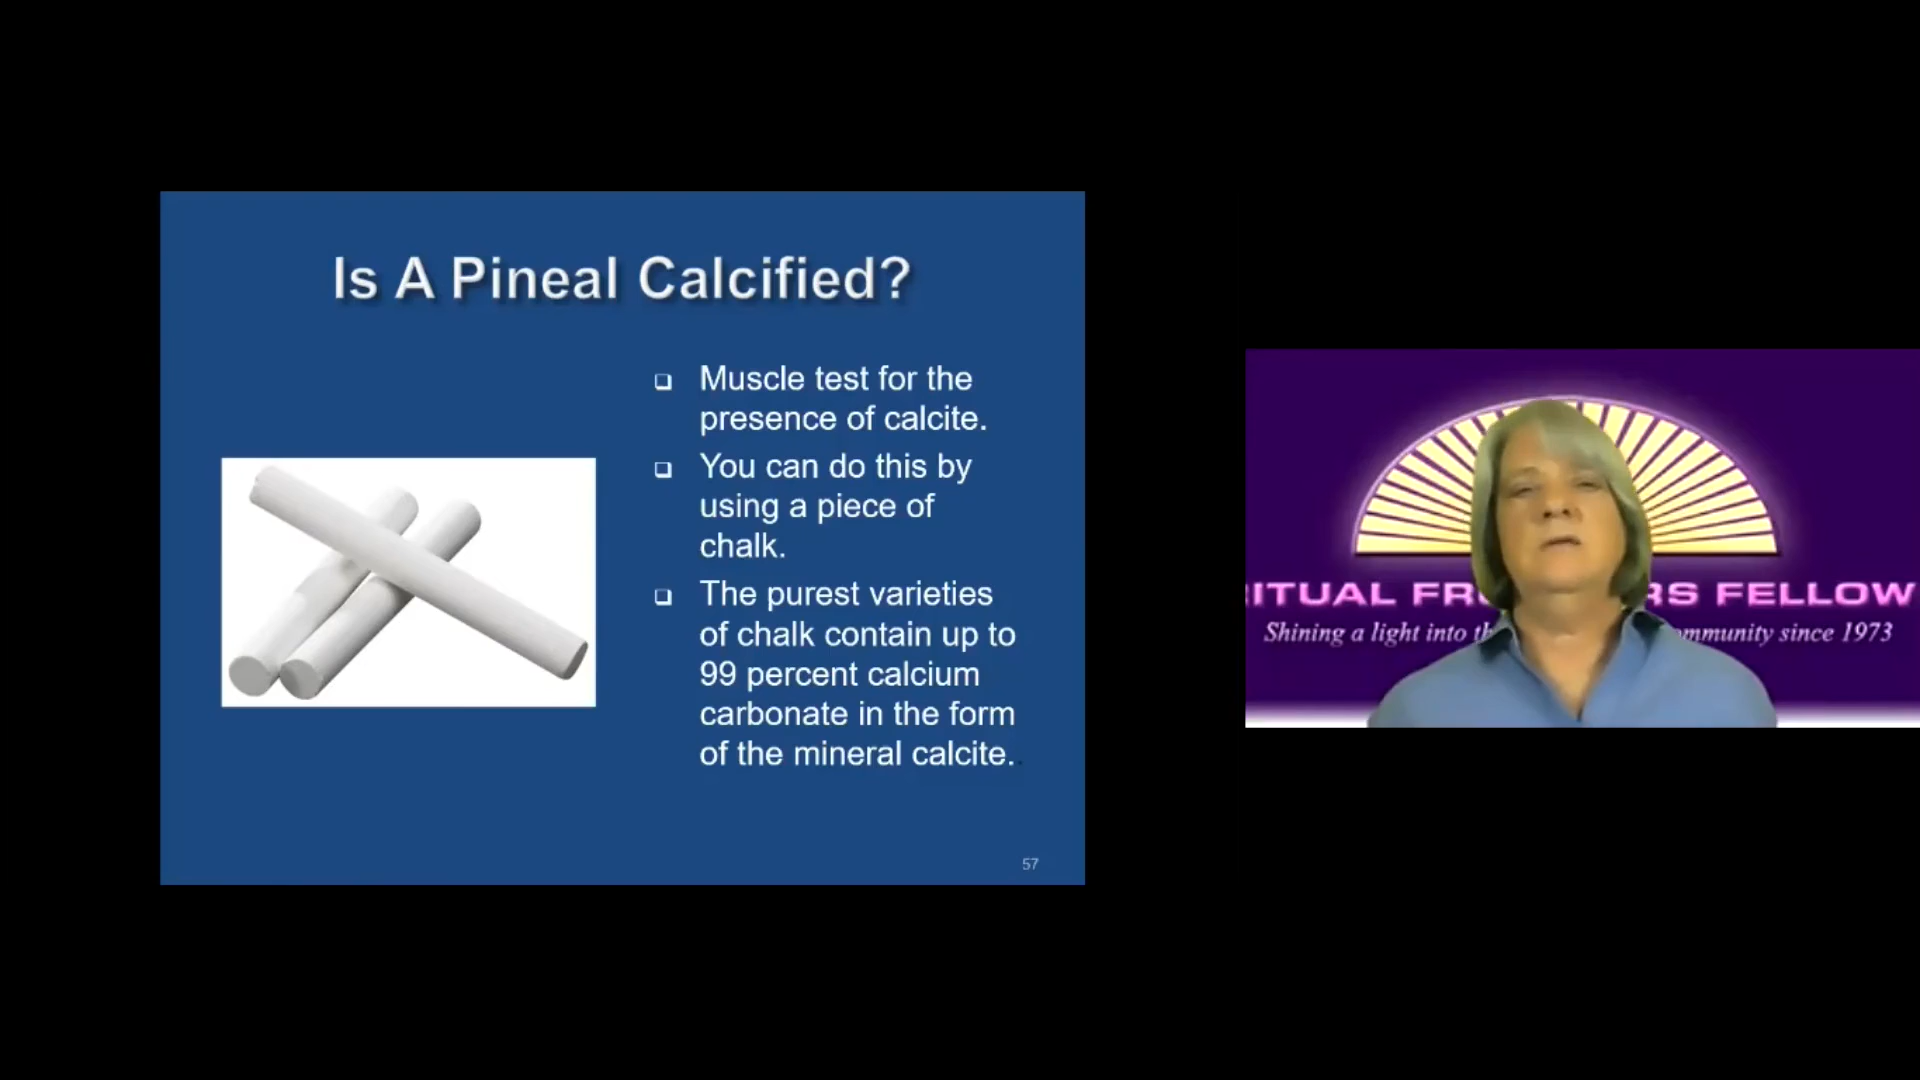 Is A Pineal Calcified?
❑ Muscle test for the
presence of calcite.
❑ You can do this by
using a piece of
chalk.
❑ The purest varieties
of chalk contain up to
99 percent calcium
carbonate in the form
of the mineral calcite.
57
ITUAL FR RS FELLOW
Shining a light into th mmunity since 1973